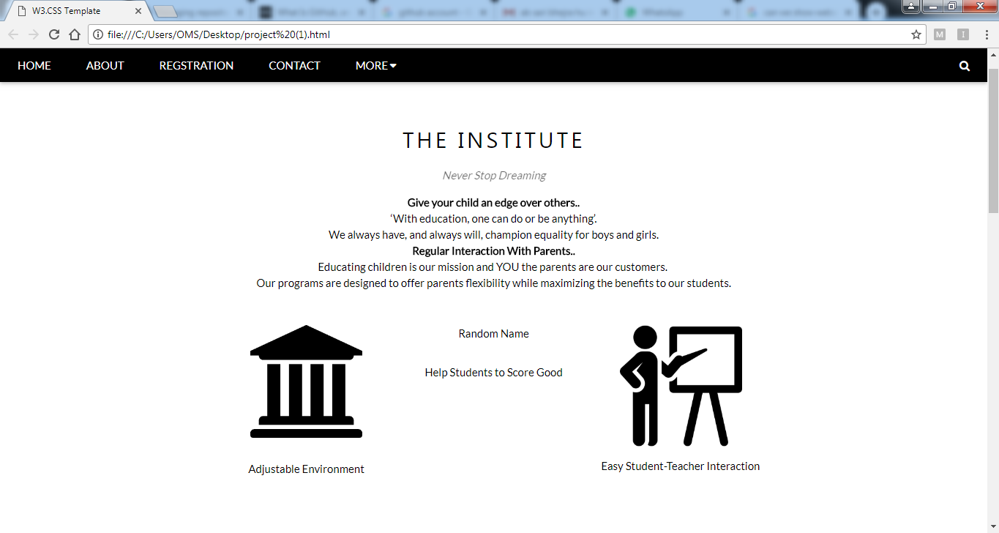 W3.CSS Template
file:///C:/Users/OMS/Desktop/project%20(1).html
M
I
HOME ABOUT REGSTRATION CONTACT MORE
THE INSTITUTE
Never Stop Dreaming
Give your child an edge over others..
‘With education, one can do or be anything’.
We always have, and always will, champion equality for boys and girls.
Regular Interaction With Parents..
Educating children is our mission and YOU the parents are our customers.
Our programs are designed to offer parents flexibility while maximizing the benefits to our students.
Random Name
Help Students to Score Good
Adjustable Environment
Easy Student-Teacher Interaction